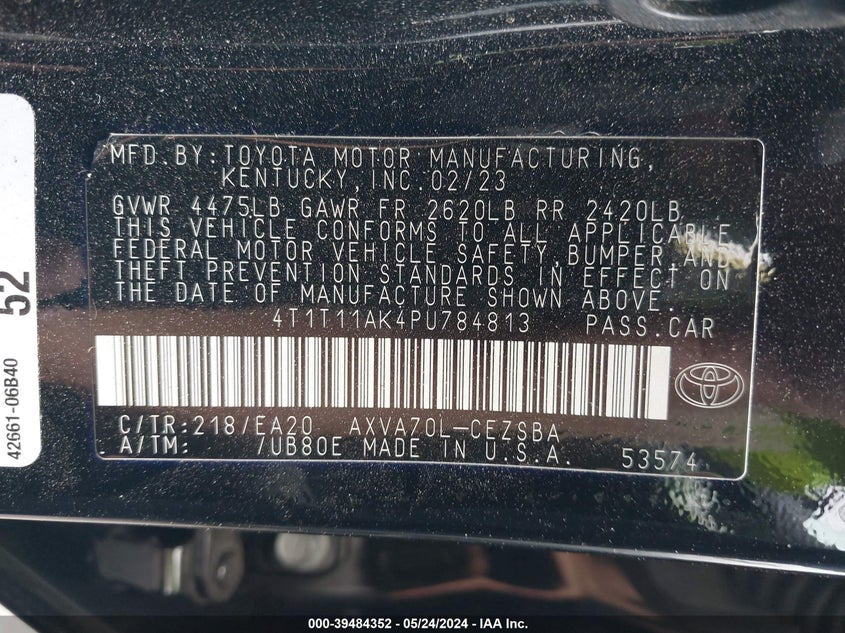 MFD.BY:TOYOTA MOTOR MANUFACTURING,
KENTUCKY,INC.02/23
GVWR 4475LB GAWR FR 2620LB RR 2420LB
THIS VEHICLE CONFORMS TO ALL APPLICABLE
FEDERAL MOTOR VEHICLE SAFETY,BUMPER AND
THEFT PREVENTION STANDARDS IN EFFECT ON
THE DATE OF MANUFACTURE SHOWN ABOVE.
4T1T11AK4PU784813 PASS.CAR
C/TR:218/EA20 AXVA70L-CEZSBA
A/TM: /UB80E MADE IN U.S.A. 53574
52
42661-06B40
000-39484352 — 05/24/2024 — IAA Inc.